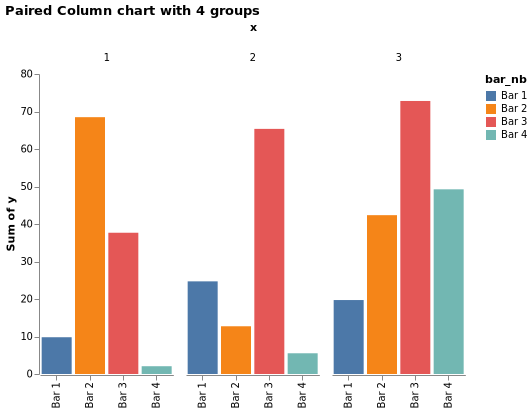 Paired Column chart with 4 groups
x
1 2 3
bar_nb
Bar 1
Bar 2
Bar 3
Bar 4
Sum of y
80
70
60
50
40
30
20
10
0
Bar 1 Bar 2 Bar 3 Bar 4 Bar 1 Bar 2 Bar 3 Bar 4 Bar 1 Bar 2 Bar 3 Bar 4